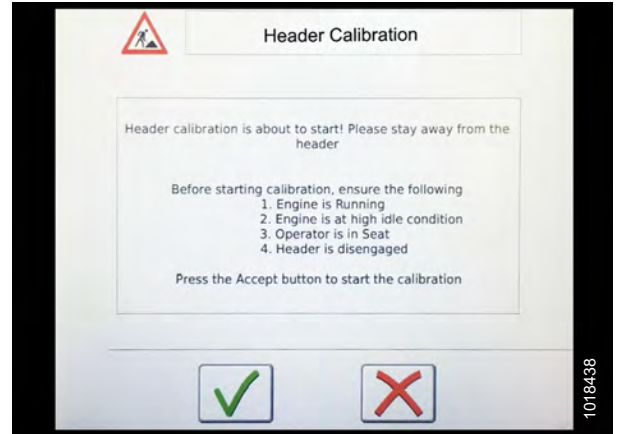 Header Calibration
Header calibration is about to start! Please stay away from the
header
Before starting calibration, ensure the following
1. Engine is Running
2. Engine is at high idle condition
3. Operator is in Seat
4. Header is disengaged
Press the Accept button to start the calibration
1018438